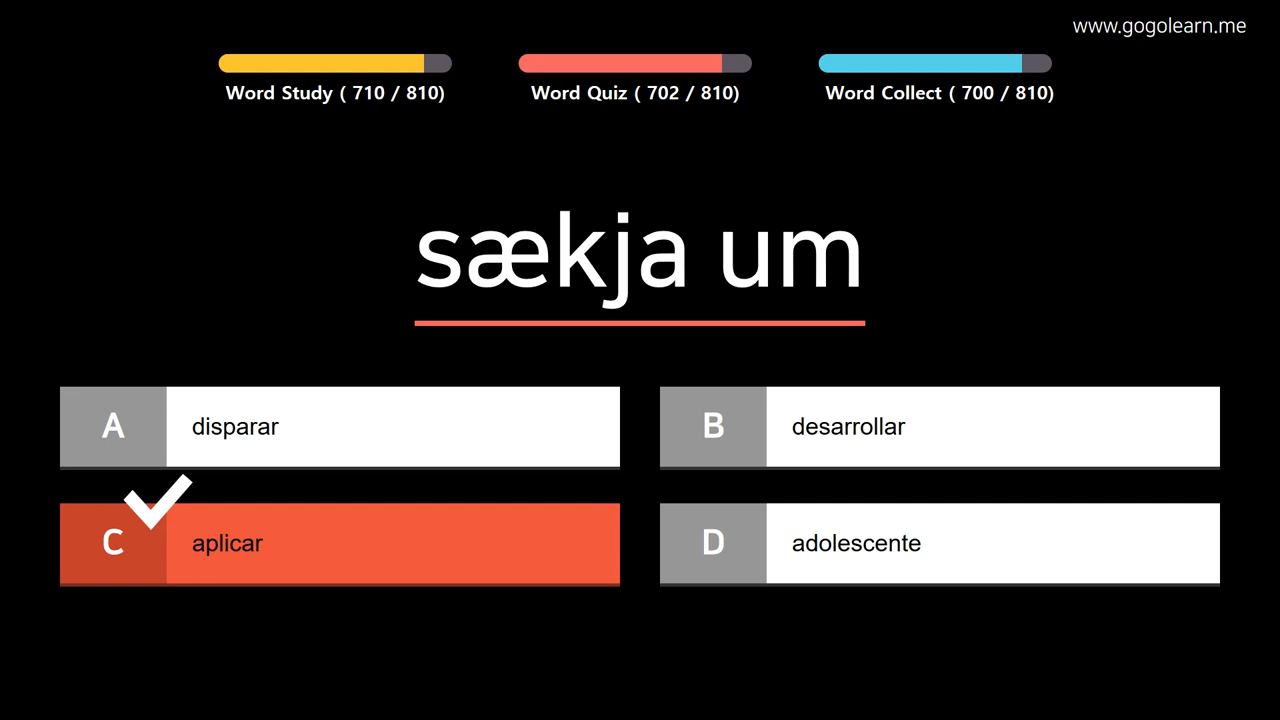 www.gogolearn.me
Word Study ( 710 / 810)
Word Quiz ( 702 / 810)
Word Collect ( 700 / 810)
sækja um
A disparar
B desarrollar
C aplicar
D adolescente